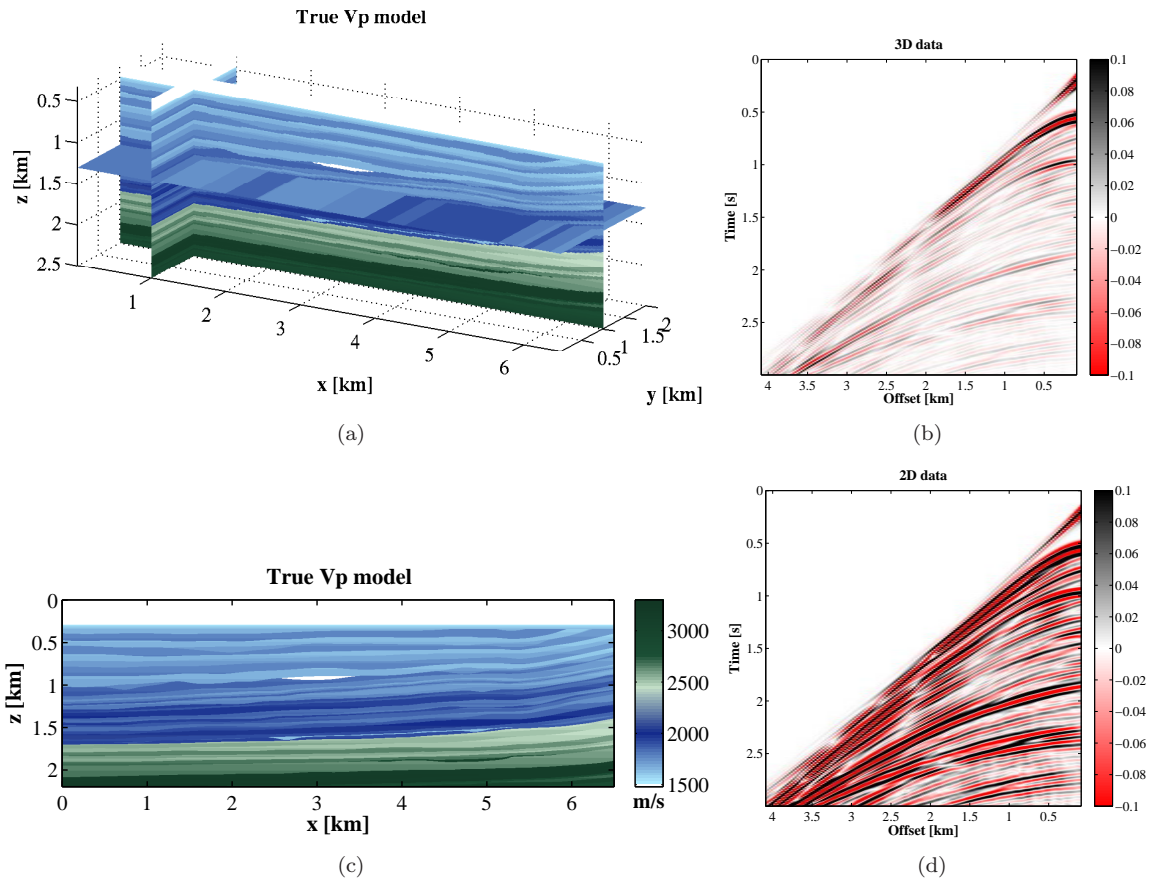 True Vp model
0.5
1
1.5
2
2.5
z [km]
1
2
3
4
5
6
x [km]
0.5
1
1.5
2
y [km]
(a)
3D data
0
0.5
1
1.5
2
2.5
Time [s]
4 3.5 3 2.5 2 1.5 1 0.5
Offset [km]
0.1
0.08
0.06
0.04
0.02
0
−0.02
−0.04
−0.06
−0.08
−0.1
(b)
True Vp model
0
0.5
1
1.5
2
z [km]
0 1 2 3 4 5 6
x [km]
3000
2500
2000
1500
m/s
(c)
2D data
0
0.5
1
1.5
2
2.5
Time [s]
4 3.5 3 2.5 2 1.5 1 0.5
Offset [km]
0.1
0.08
0.06
0.04
0.02
0
−0.02
−0.04
−0.06
−0.08
−0.1
(d)